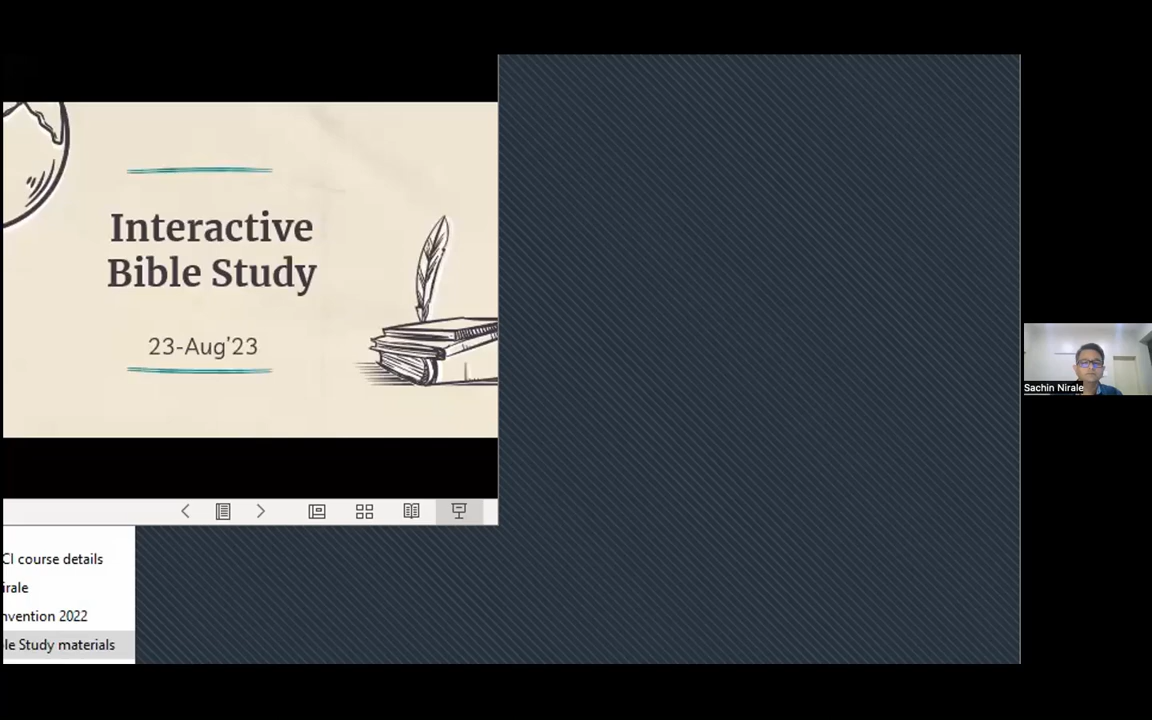 Interactive
Bible Study
23-Aug'23
Sachin Nirale
CI course details
irale
nvention 2022
le Study materials